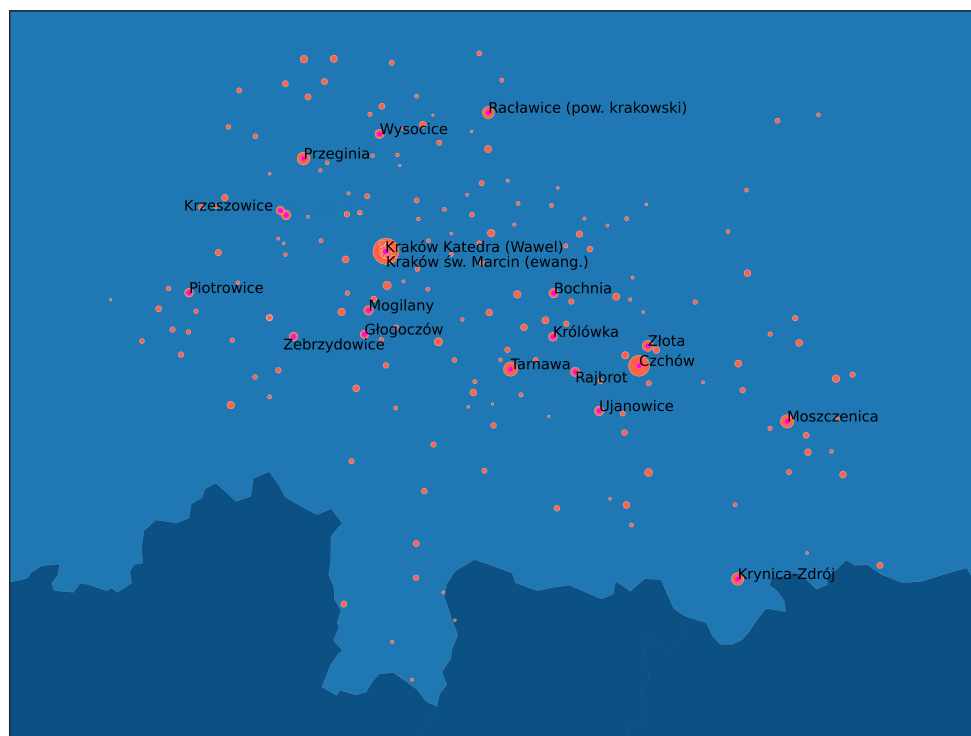 Racławice (pow. krakowski)
Wysocice
Przeginia
Krzeszowice
Kraków Katedra (Wawel)
Kraków św. Marcin (ewang.)
Piotrowice
Bochnia
Mogilany
Głogoczów
Zebrzydowice
Królówka
Złota
Czchów
Tarnawa
Rajbrot
Ujanowice
Moszczenica
Krynica-Zdrój